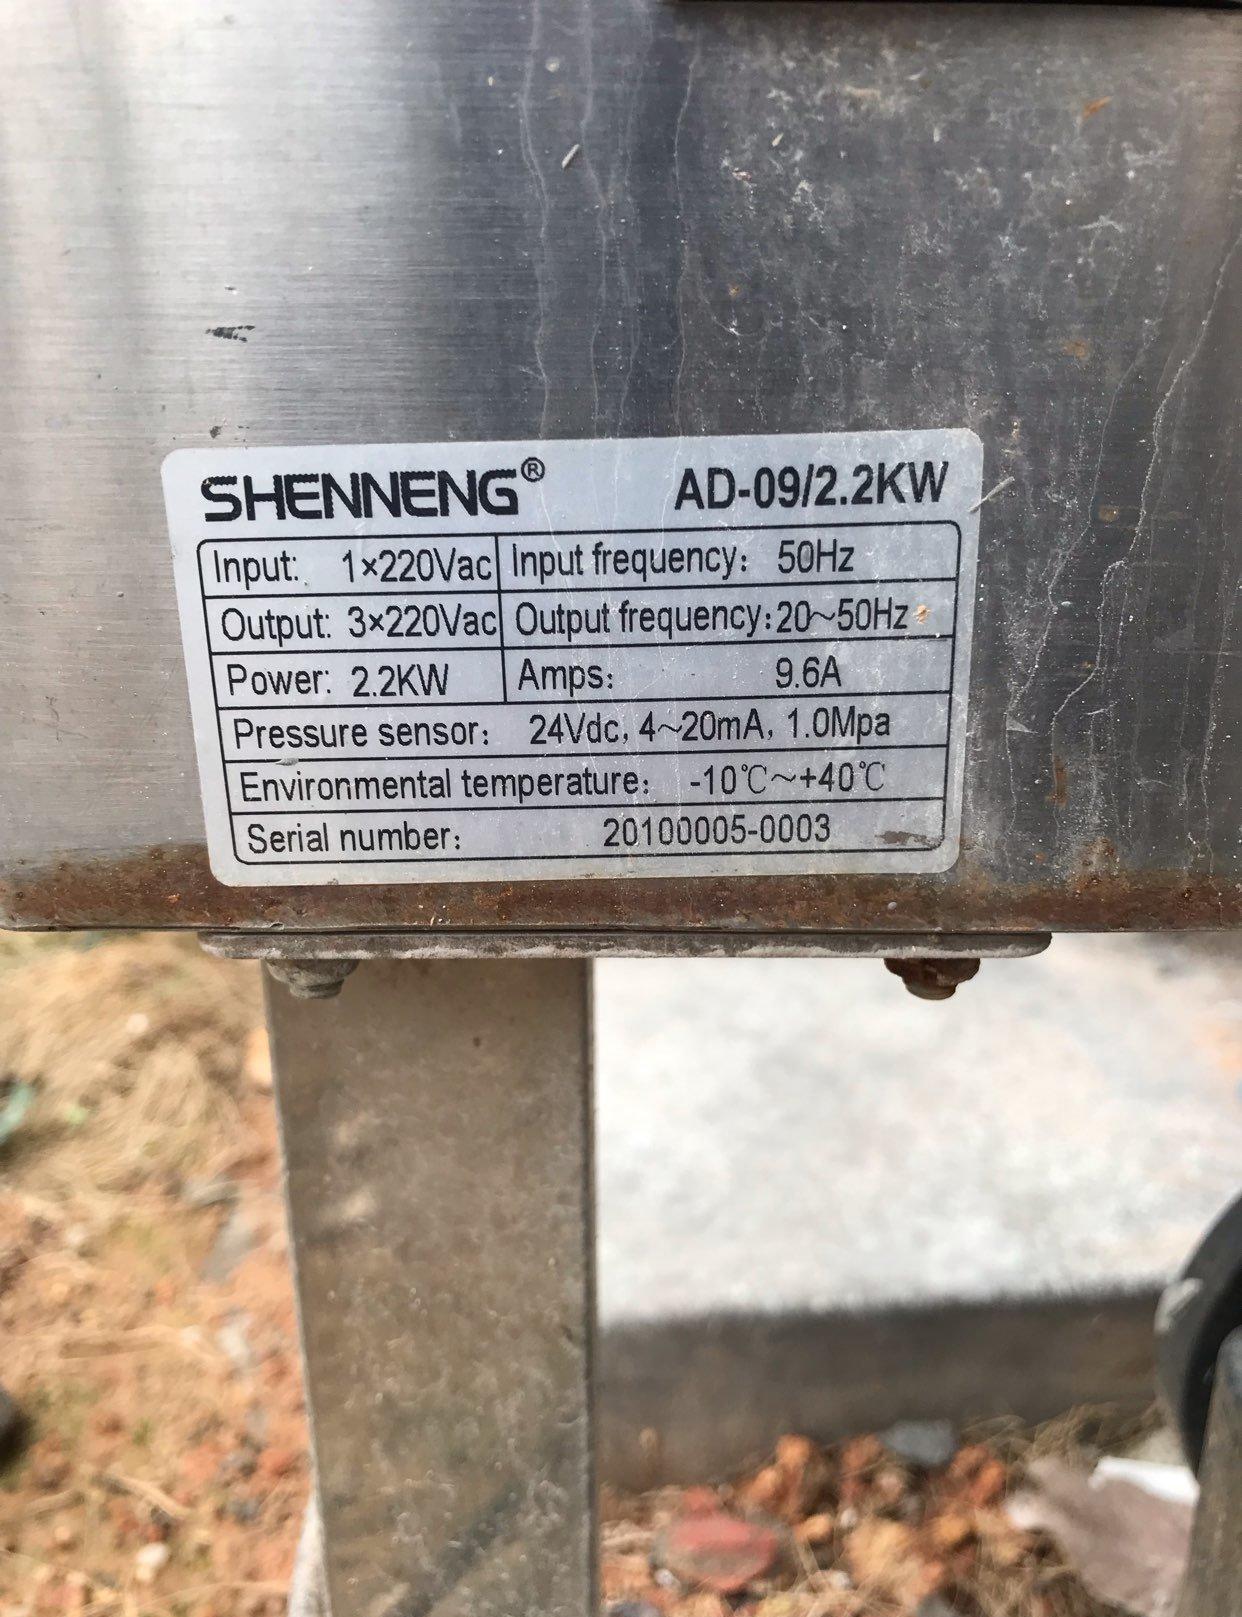 SHENNENG® AD-09/2.2KW
Input: 1×220Vac Input frequency: 50Hz
Output: 3×220Vac Output frequency: 20~50Hz
Power: 2.2KW Amps: 9.6A
Pressure sensor: 24Vdc, 4~20mA, 1.0Mpa
Environmental temperature: -10℃~+40℃
Serial number: 20100005-0003